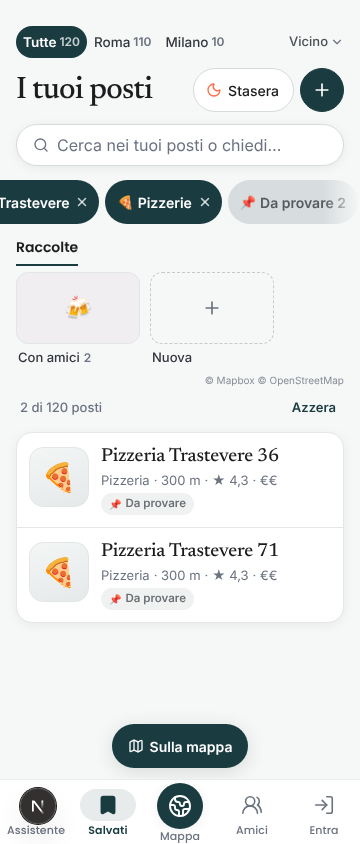 Tutte 120 Roma 110 Milano 10 Vicino
I tuoi posti
Stasera
Cerca nei tuoi posti o chiedi...
Trastevere × Pizzerie × Da provare 2
Raccolte
Con amici 2 Nuova
© Mapbox © OpenStreetMap
2 di 120 posti Azzera
Pizzeria Trastevere 36
Pizzeria · 300 m · ★ 4,3 · €€
Da provare
Pizzeria Trastevere 71
Pizzeria · 300 m · ★ 4,3 · €€
Da provare
Sulla mappa
N
Assistente Salvati Mappa Amici Entra